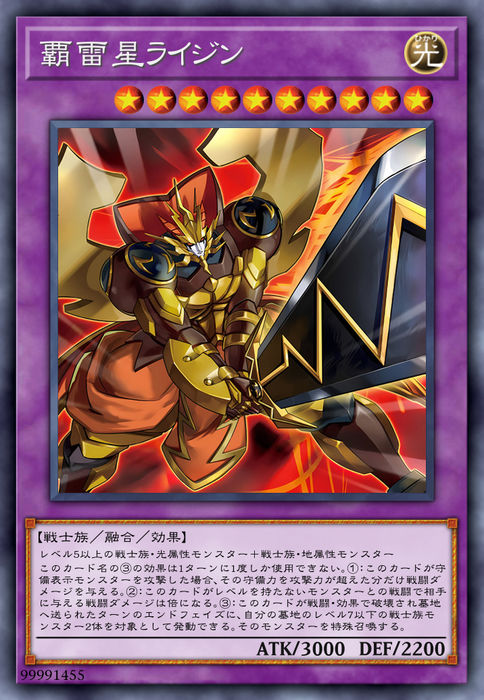 覇雷星ライジン
ひかり
光
【戦士族／融合／効果】
レベル5以上の戦士族・光属性モンスター＋戦士族・地属性モンスター
このカード名の③の効果は1ターンに1度しか使用できない。①：このカードが守
備表示モンスターを攻撃した場合、その守備力を攻撃力が超えた分だけ戦闘ダ
メージを与える。②：このカードがレベルを持たないモンスターとの戦闘で相手
に与える戦闘ダメージは倍になる。③：このカードが戦闘・効果で破壊され墓地
へ送られたターンのエンドフェイズに、自分の墓地のレベル7以下の戦士族モ
ンスター2体を対象として発動できる。そのモンスターを特殊召喚する。
ATK/3000 DEF/2200
99991455